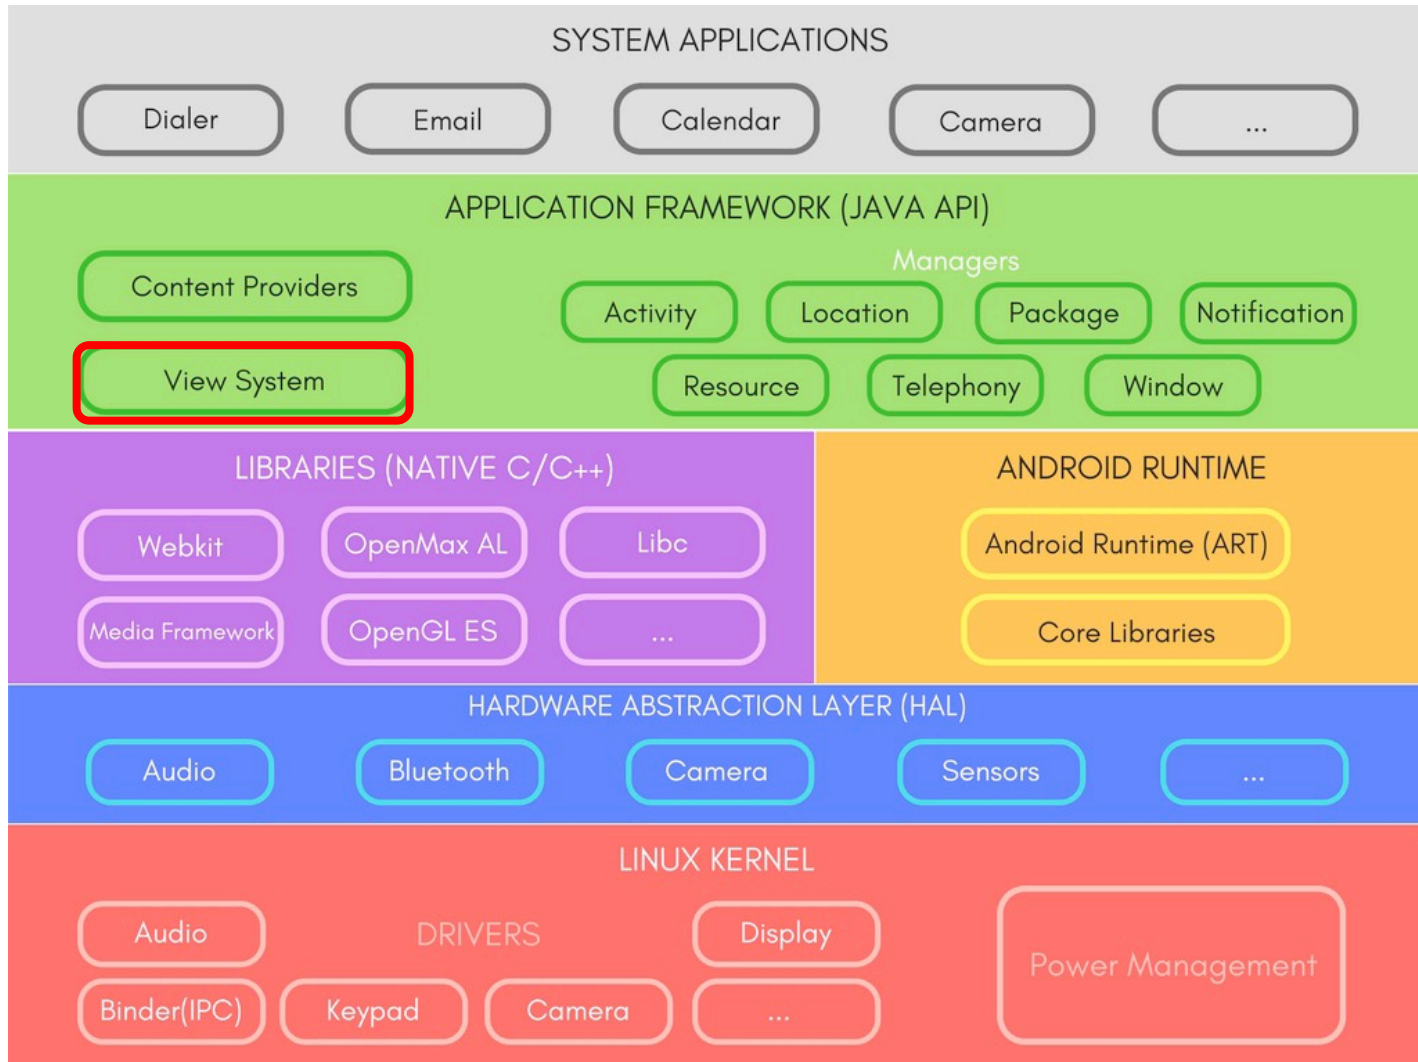 SYSTEM APPLICATIONS
Dialer
Email
Calendar
Camera
...
APPLICATION FRAMEWORK (JAVA API)
Content Providers
View System
Managers
Activity
Location
Package
Notification
Resource
Telephony
Window
LIBRARIES (NATIVE C/C++)
Webkit
OpenMax AL
Libc
Media Framework
OpenGL ES
...
ANDROID RUNTIME
Android Runtime (ART)
Core Libraries
HARDWARE ABSTRACTION LAYER (HAL)
Audio
Bluetooth
Camera
Sensors
...
LINUX KERNEL
Audio
DRIVERS
Display
Binder(IPC)
Keypad
Camera
...
Power Management